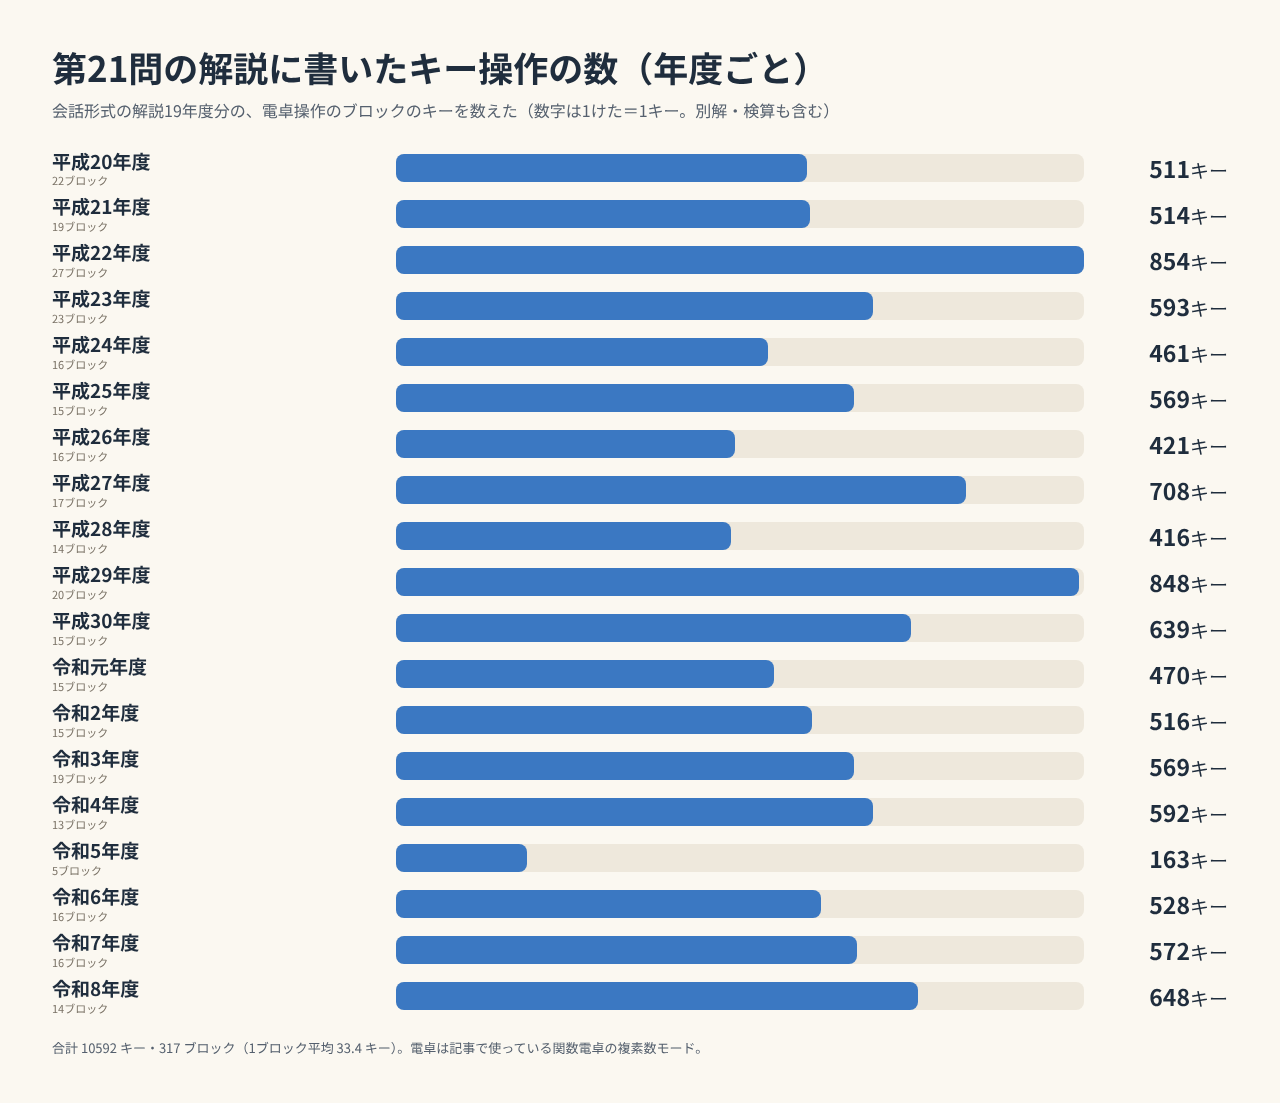 第21問の解説に書いたキー操作の数（年度ごと）
会話形式の解説19年度分の、電卓操作のブロックのキーを数えた（数字は1けた＝1キー。別解・検算も含む）
平成20年度
22ブロック
511キー
平成21年度
19ブロック
514キー
平成22年度
27ブロック
854キー
平成23年度
23ブロック
593キー
平成24年度
16ブロック
461キー
平成25年度
15ブロック
569キー
平成26年度
16ブロック
421キー
平成27年度
17ブロック
708キー
平成28年度
14ブロック
416キー
平成29年度
20ブロック
848キー
平成30年度
15ブロック
639キー
令和元年度
15ブロック
470キー
令和2年度
15ブロック
516キー
令和3年度
19ブロック
569キー
令和4年度
13ブロック
592キー
令和5年度
5ブロック
163キー
令和6年度
16ブロック
528キー
令和7年度
16ブロック
572キー
令和8年度
14ブロック
648キー
合計 10592 キー・317 ブロック（1ブロック平均 33.4 キー）。電卓は記事で使っている関数電卓の複素数モード。